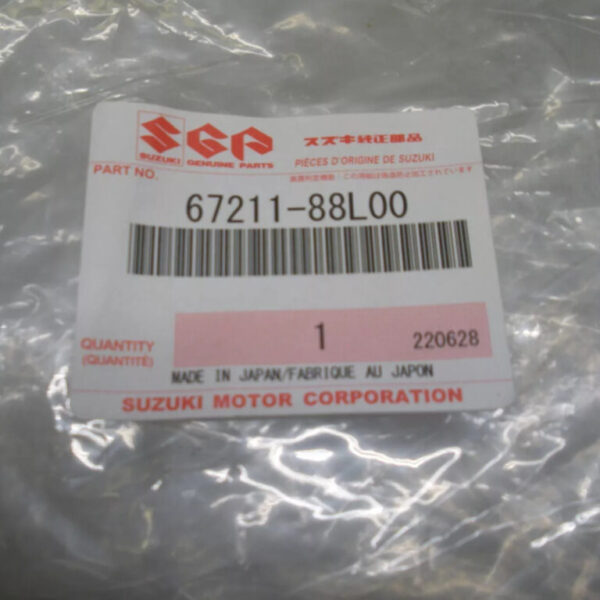 SGP スズキ純正部品
SUZUKI GENUINE PARTS PIÈCES D'ORIGINE DE SUZUKI
PART NO.
67211-88L00
QUANTITY
(QUANTITÉ)
1 220628
MADE IN JAPAN/FABRIQUE AU JAPON
SUZUKI MOTOR CORPORATION